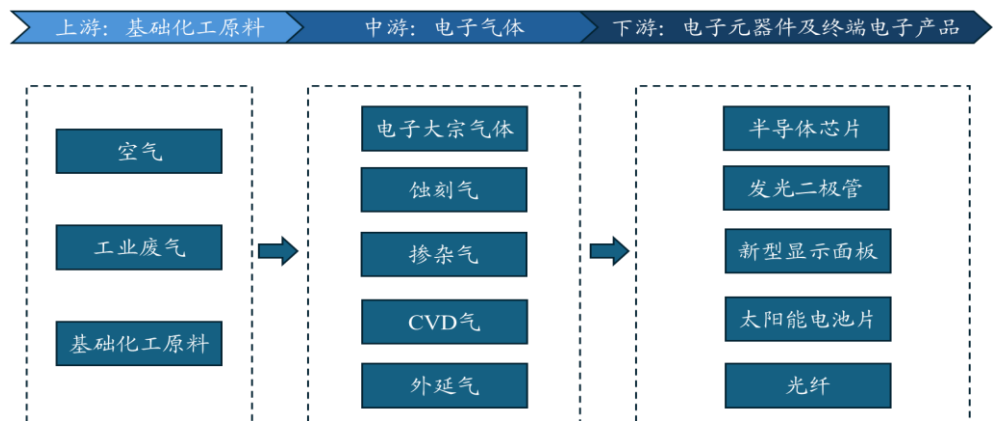 上游：基础化工原料
中游：电子气体
下游：电子元器件及终端电子产品
空气
工业废气
基础化工原料
电子大宗气体
蚀刻气
掺杂气
CVD气
外延气
半导体芯片
发光二极管
新型显示面板
太阳能电池片
光纤